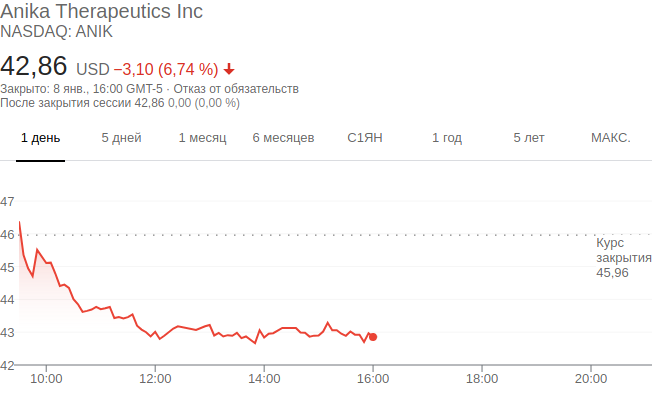 Anika Therapeutics Inc
NASDAQ: ANIK
42,86 USD −3,10 (6,74 %)
Закрыто: 8 янв., 16:00 GMT-5 · Отказ от обязательств
После закрытия сессии 42,86 0,00 (0,00 %)
1 день 5 дней 1 месяц 6 месяцев С1ЯН 1 год 5 лет МАКС.
47
46
Курс
закрытия
45,96
45
44
43
42
10:00 12:00 14:00 16:00 18:00 20:00